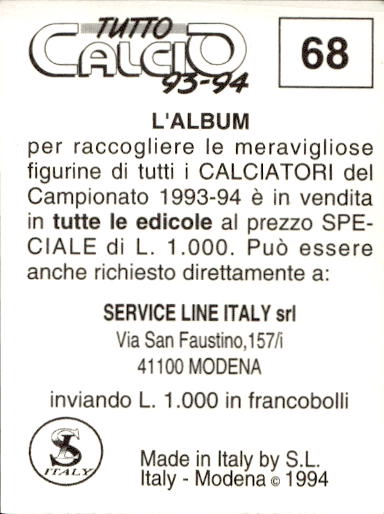 TUTTO
CALCIO
93-94
68
L'ALBUM
per raccogliere le meravigliose
figurine di tutti i CALCIATORI del
Campionato 1993-94 è in vendita
in tutte le edicole al prezzo SPE-
CIALE di L. 1.000. Può essere
anche richiesto direttamente a:
SERVICE LINE ITALY srl
Via San Faustino,157/i
41100 MODENA
inviando L. 1.000 in francobolli
SL
ITALY
Made in Italy by S.L.
Italy - Modena © 1994